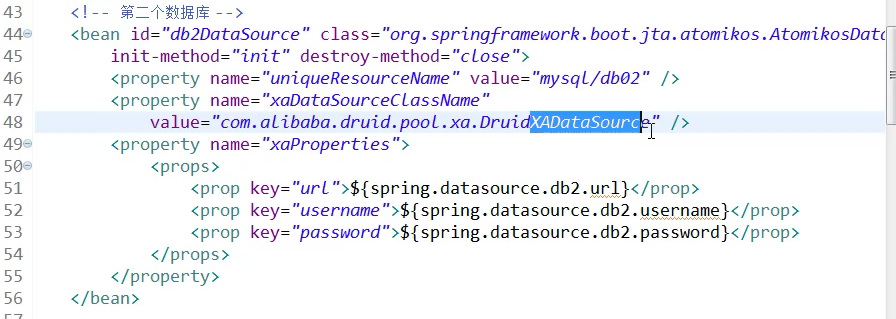 43 <!-- 第二个数据库 -->
44 <bean id="db2DataSource" class="org.springframework.boot.jta.atomikos.AtomikosData
45 init-method="init" destroy-method="close">
46 <property name="uniqueResourceName" value="mysql/db02" />
47 <property name="xaDataSourceClassName"
48 value="com.alibaba.druid.pool.xa.DruidXADataSource" />
49 <property name="xaProperties">
50 <props>
51 <prop key="url">${spring.datasource.db2.url}</prop>
52 <prop key="username">${spring.datasource.db2.username}</prop>
53 <prop key="password">${spring.datasource.db2.password}</prop>
54 </props>
55 </property>
56 </bean>
57